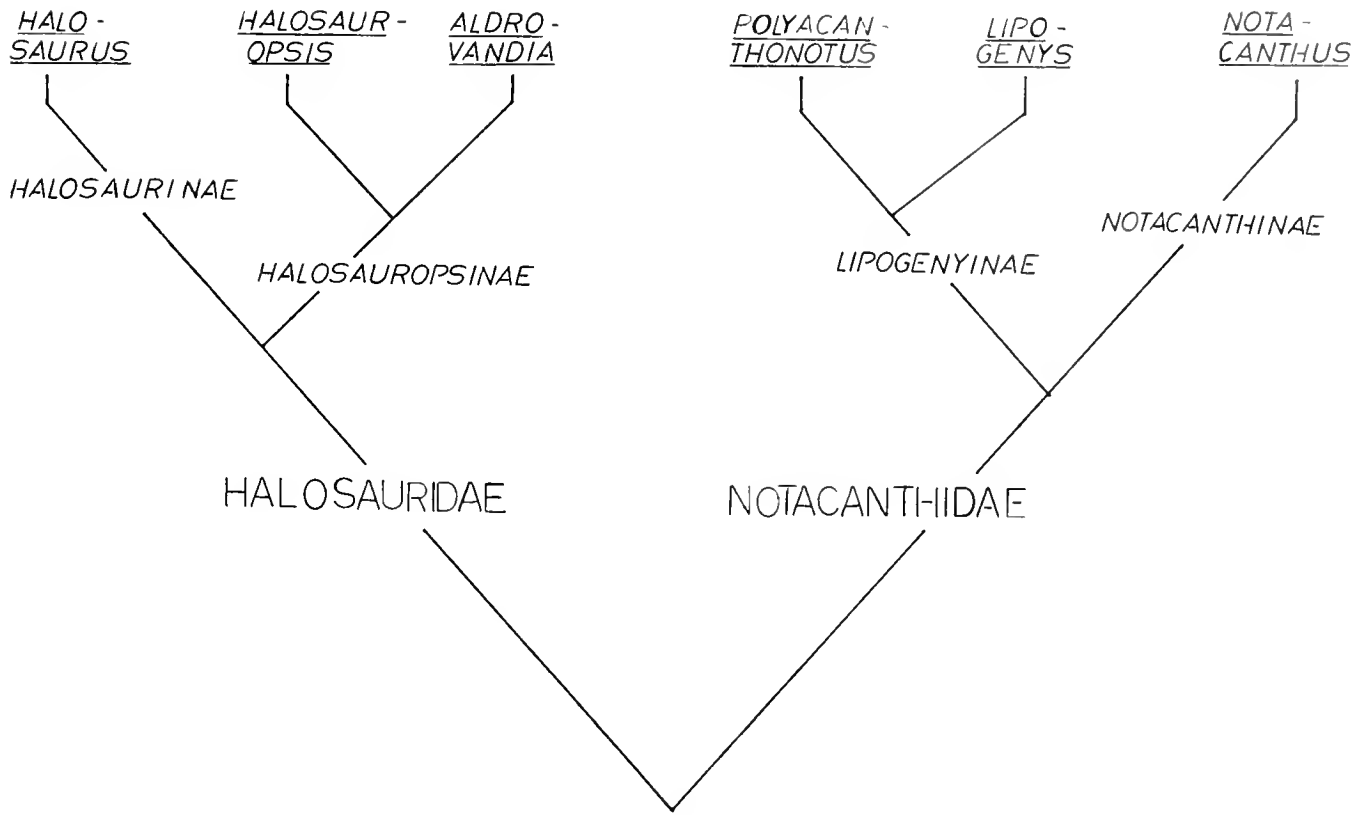 HALO-
SAURUS
HALOSAUR-
OPSIS
ALDRO-
VANDIA
POLYACAN-
THONOTUS
LIPO-
GENYS
NOTA-
CANTHUS
HALOSAURINAE
HALOSAUROPSINAE
LIPOGENYINAE
NOTACANTHINAE
HALOSAURIDAE
NOTACANTHIDAE